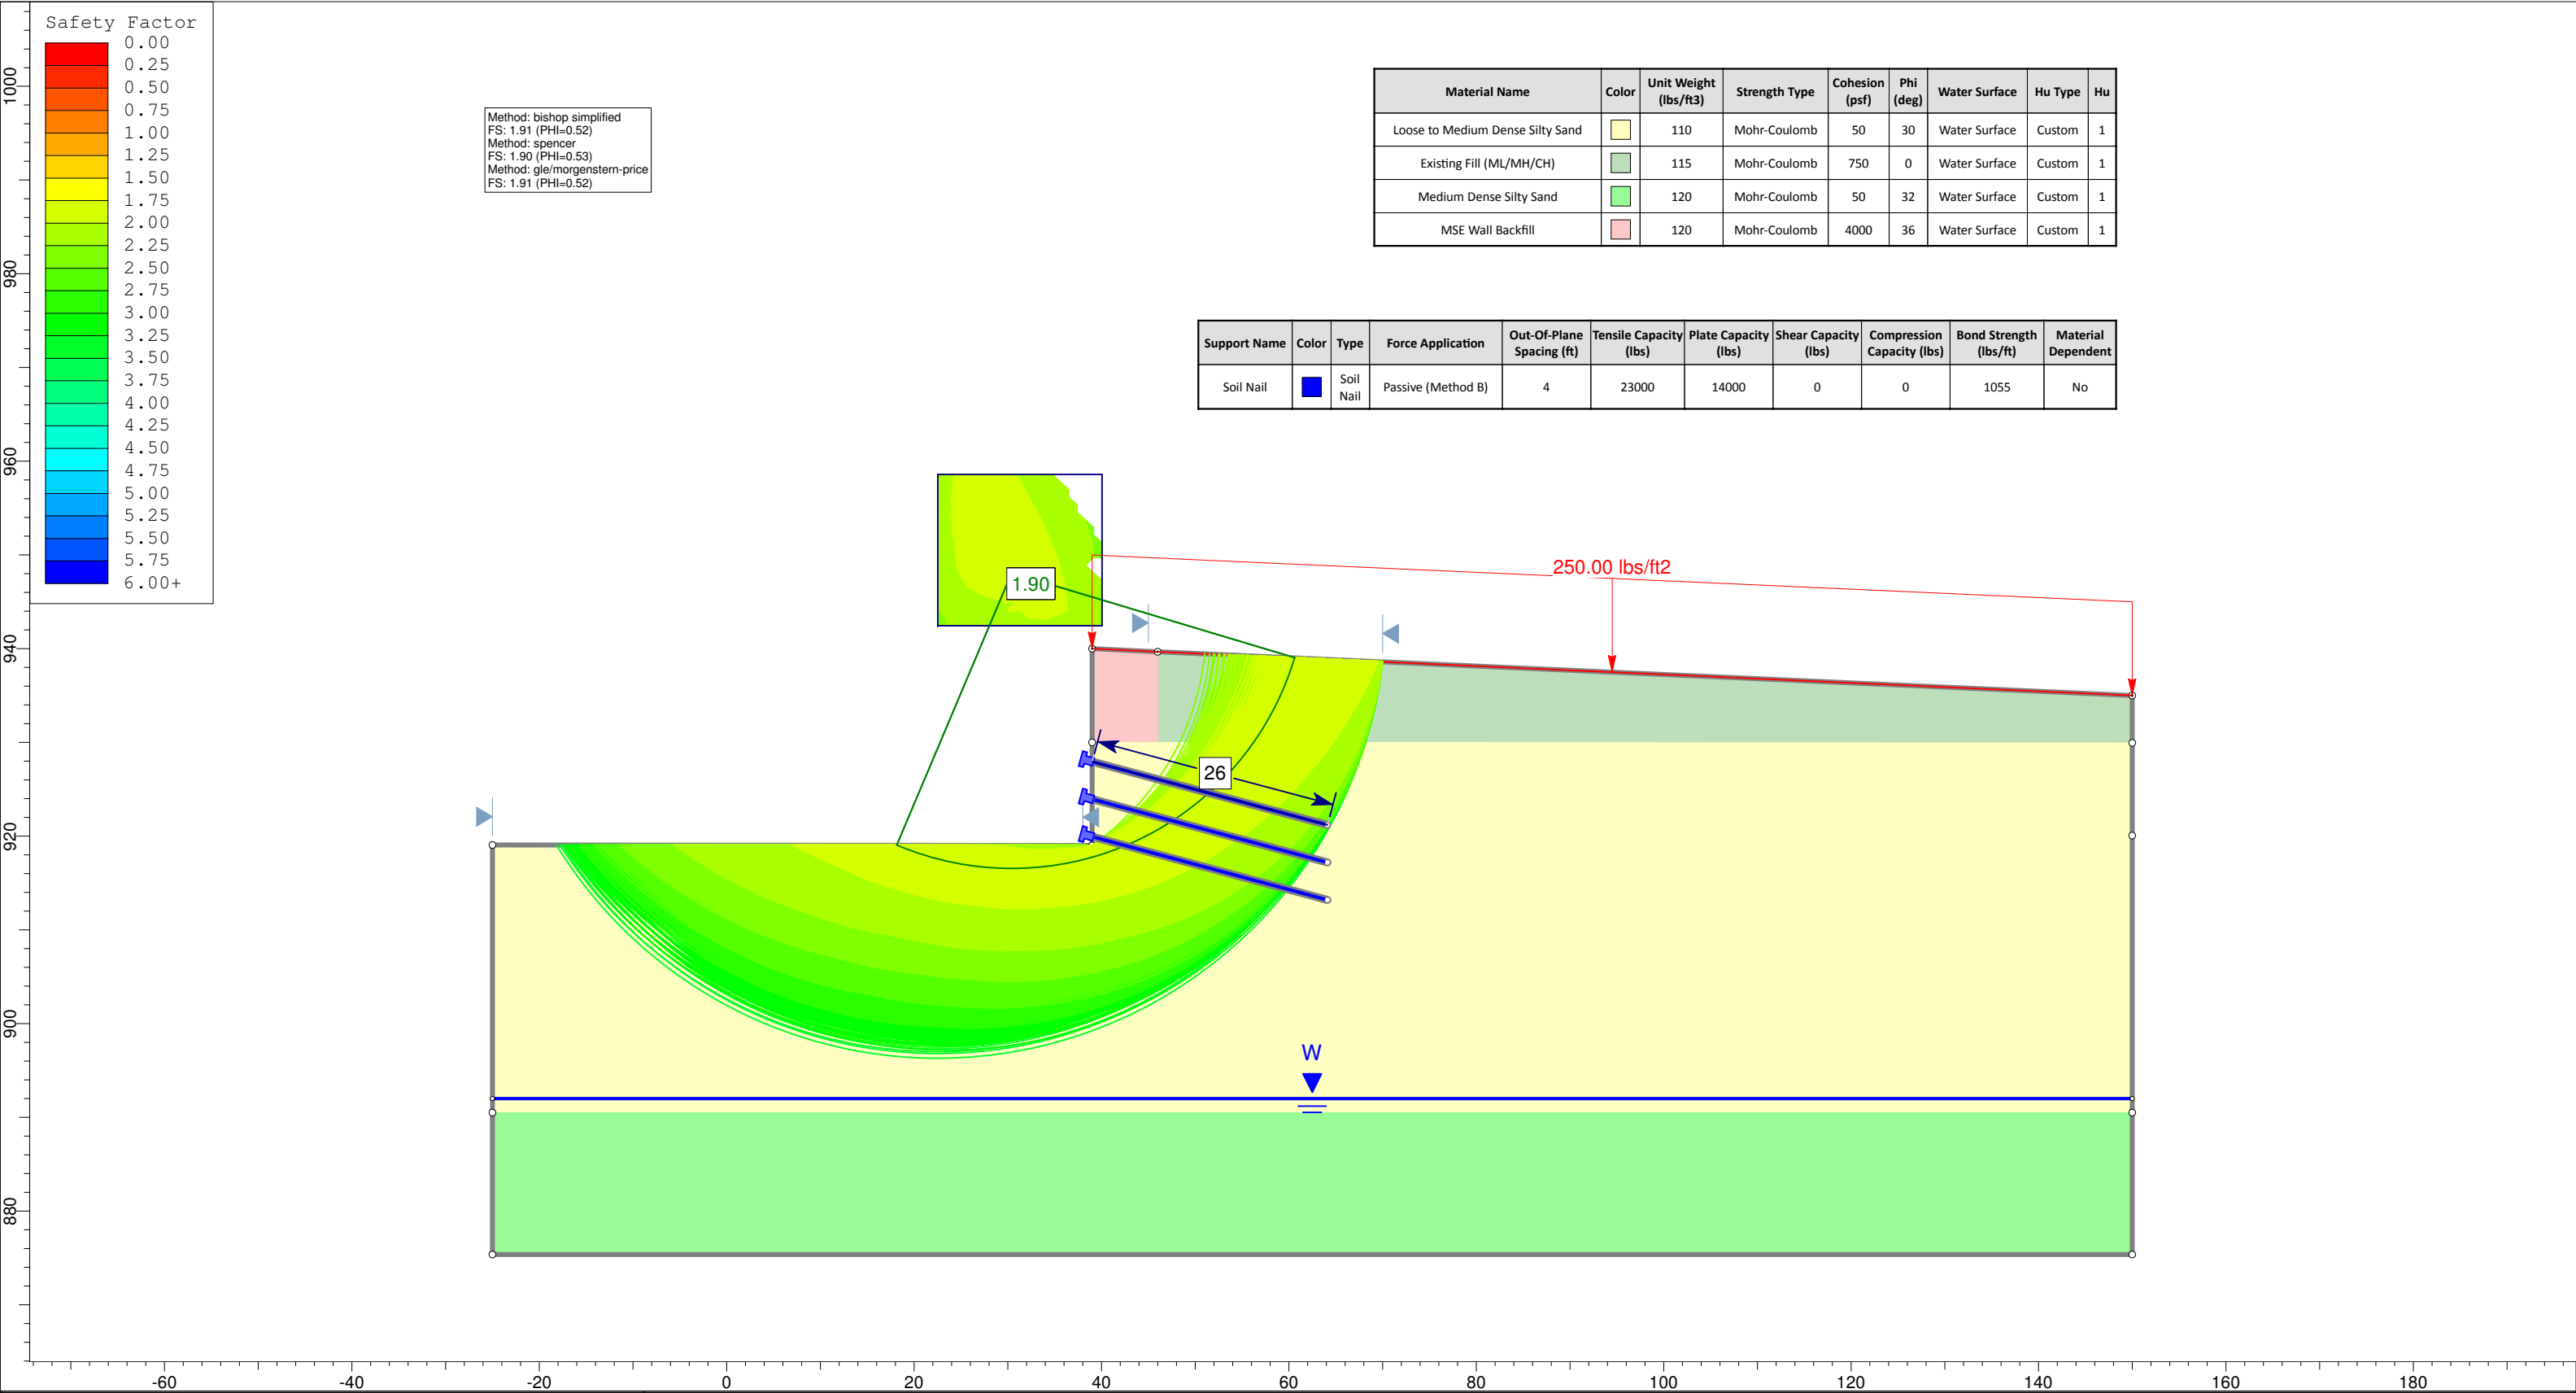 Safety Factor
0.00
0.25
0.50
0.75
1.00
1.25
1.50
1.75
2.00
2.25
2.50
2.75
3.00
3.25
3.50
3.75
4.00
4.25
4.50
4.75
5.00
5.25
5.50
5.75
6.00+
Method: bishop simplified
FS: 1.91 (PHI=0.52)
Method: spencer
FS: 1.90 (PHI=0.53)
Method: gle/morgenstern-price
FS: 1.91 (PHI=0.52)
Material Name Color Unit Weight (lbs/ft3) Strength Type Cohesion (psf) Phi (deg) Water Surface Hu Type Hu
Loose to Medium Dense Silty Sand 110 Mohr-Coulomb 50 30 Water Surface Custom 1
Existing Fill (ML/MH/CH) 115 Mohr-Coulomb 750 0 Water Surface Custom 1
Medium Dense Silty Sand 120 Mohr-Coulomb 50 32 Water Surface Custom 1
MSE Wall Backfill 120 Mohr-Coulomb 4000 36 Water Surface Custom 1
Support Name Color Type Force Application Out-Of-Plane Spacing (ft) Tensile Capacity (lbs) Plate Capacity (lbs) Shear Capacity (lbs) Compression Capacity (lbs) Bond Strength (lbs/ft) Material Dependent
Soil Nail Soil Nail Passive (Method B) 4 23000 14000 0 0 1055 No
250.00 lbs/ft2
1.90
26
W
1000
980
960
940
920
900
880
-60 -40 -20 0 20 40 60 80 100 120 140 160 180